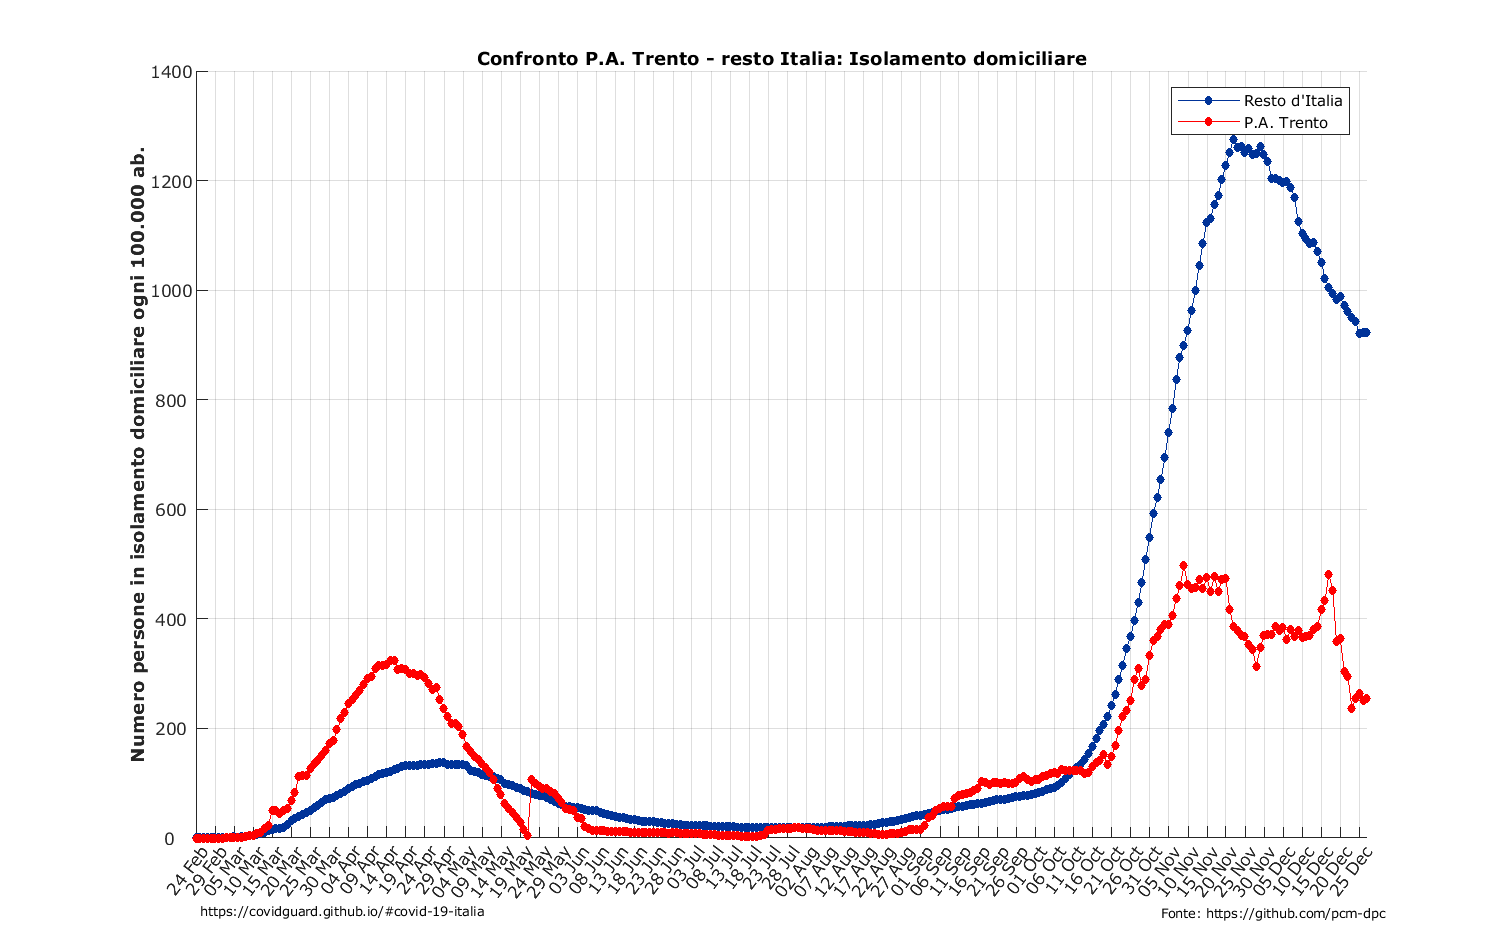 Confronto P.A. Trento - resto Italia: Isolamento domiciliare
Resto d'Italia
P.A. Trento
Numero persone in isolamento domiciliare ogni 100.000 ab.
1400
1200
1000
800
600
400
200
0
24 Feb
29 Feb
05 Mar
10 Mar
15 Mar
20 Mar
25 Mar
30 Mar
04 Apr
09 Apr
14 Apr
19 Apr
24 Apr
29 Apr
04 May
09 May
14 May
19 May
24 May
29 May
03 Jun
08 Jun
13 Jun
18 Jun
23 Jun
28 Jun
03 Jul
08 Jul
13 Jul
18 Jul
23 Jul
28 Jul
02 Aug
07 Aug
12 Aug
17 Aug
22 Aug
27 Aug
01 Sep
06 Sep
11 Sep
16 Sep
21 Sep
26 Sep
01 Oct
06 Oct
11 Oct
16 Oct
21 Oct
26 Oct
31 Oct
05 Nov
10 Nov
15 Nov
20 Nov
25 Nov
30 Nov
05 Dec
10 Dec
15 Dec
20 Dec
25 Dec
https://covidguard.github.io/#covid-19-italia
Fonte: https://github.com/pcm-dpc